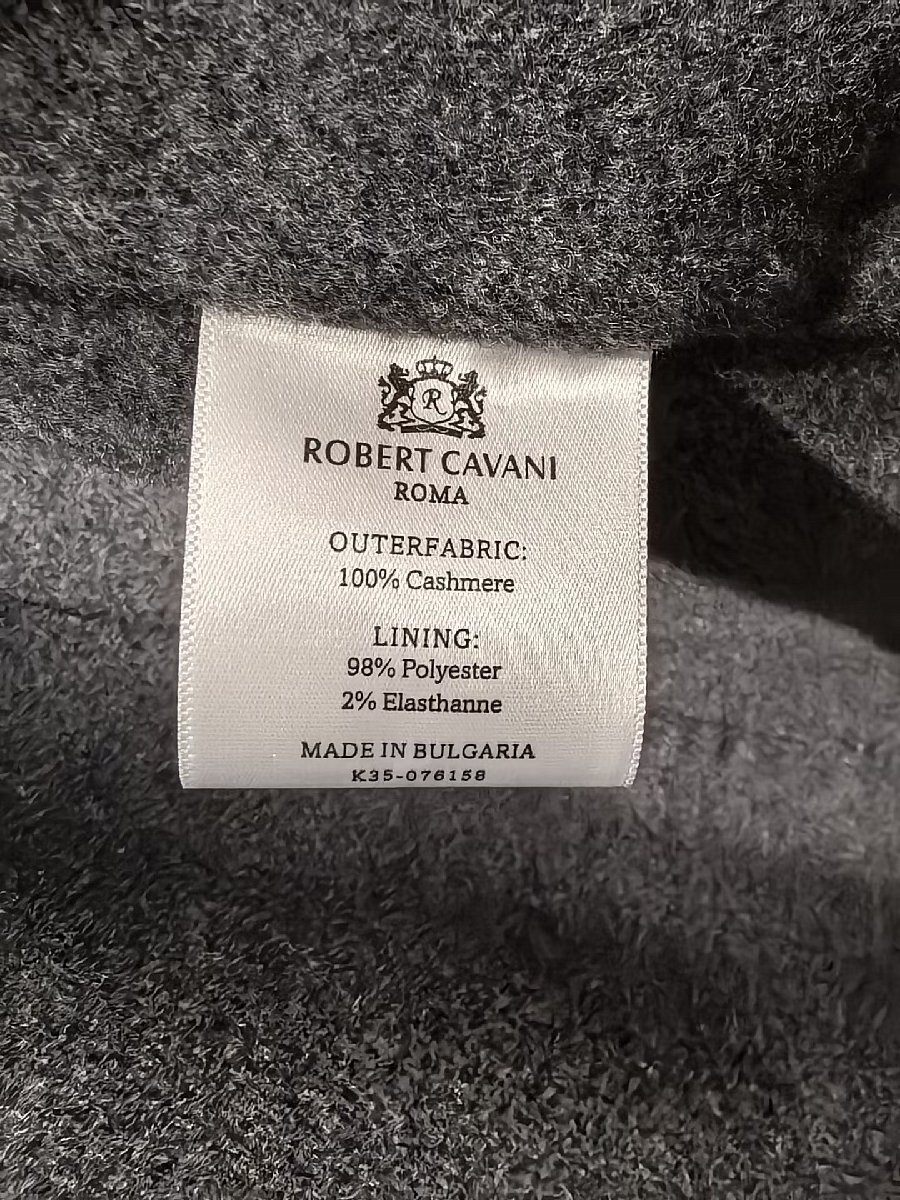 R
ROBERT CAVANI
ROMA
OUTERFABRIC:
100% Cashmere
LINING:
98% Polyester
2% Elasthanne
MADE IN BULGARIA
K35-076158